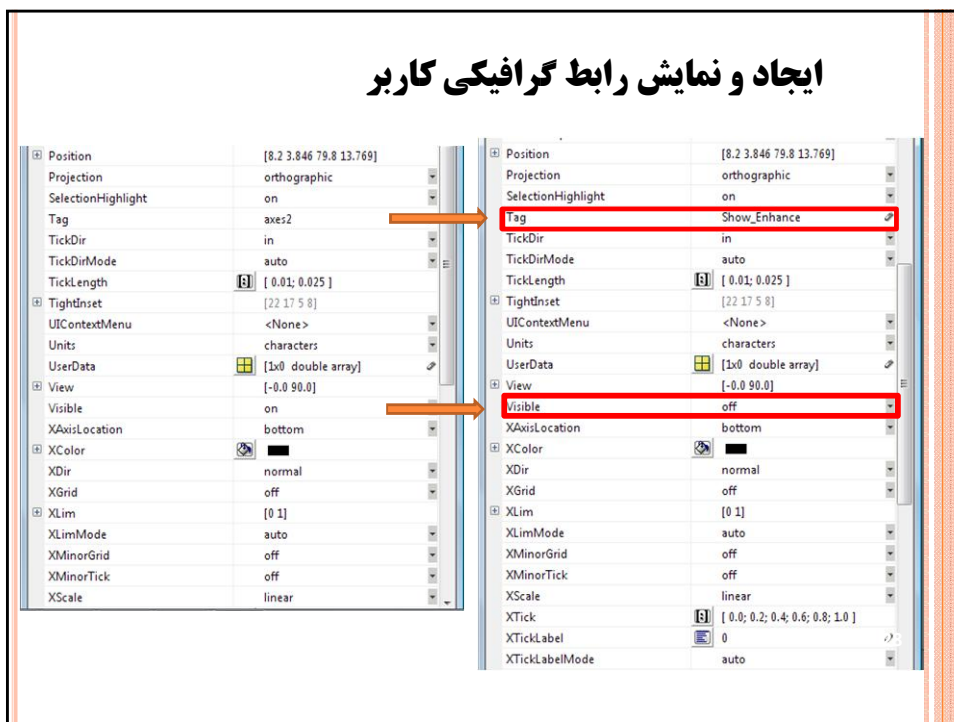 ایجاد و نمایش رابط گرافیکی کاربر
Position [8.2 3.846 79.8 13.769]
Projection orthographic
SelectionHighlight on
Tag axes2
TickDir in
TickDirMode auto
TickLength [ 0.01; 0.025 ]
TightInset [22 17 5 8]
UIContextMenu <None>
Units characters
UserData [1x0 double array]
View [-0.0 90.0]
Visible on
XAxisLocation bottom
XColor
XDir normal
XGrid off
XLim [0 1]
XLimMode auto
XMinorGrid off
XMinorTick off
XScale linear
Position [8.2 3.846 79.8 13.769]
Projection orthographic
SelectionHighlight on
Tag Show_Enhance
TickDir in
TickDirMode auto
TickLength [ 0.01; 0.025 ]
TightInset [22 17 5 8]
UIContextMenu <None>
Units characters
UserData [1x0 double array]
View [-0.0 90.0]
Visible off
XAxisLocation bottom
XColor
XDir normal
XGrid off
XLim [0 1]
XLimMode auto
XMinorGrid off
XMinorTick off
XScale linear
XTick [ 0.0; 0.2; 0.4; 0.6; 0.8; 1.0 ]
XTickLabel 0
XTickLabelMode auto